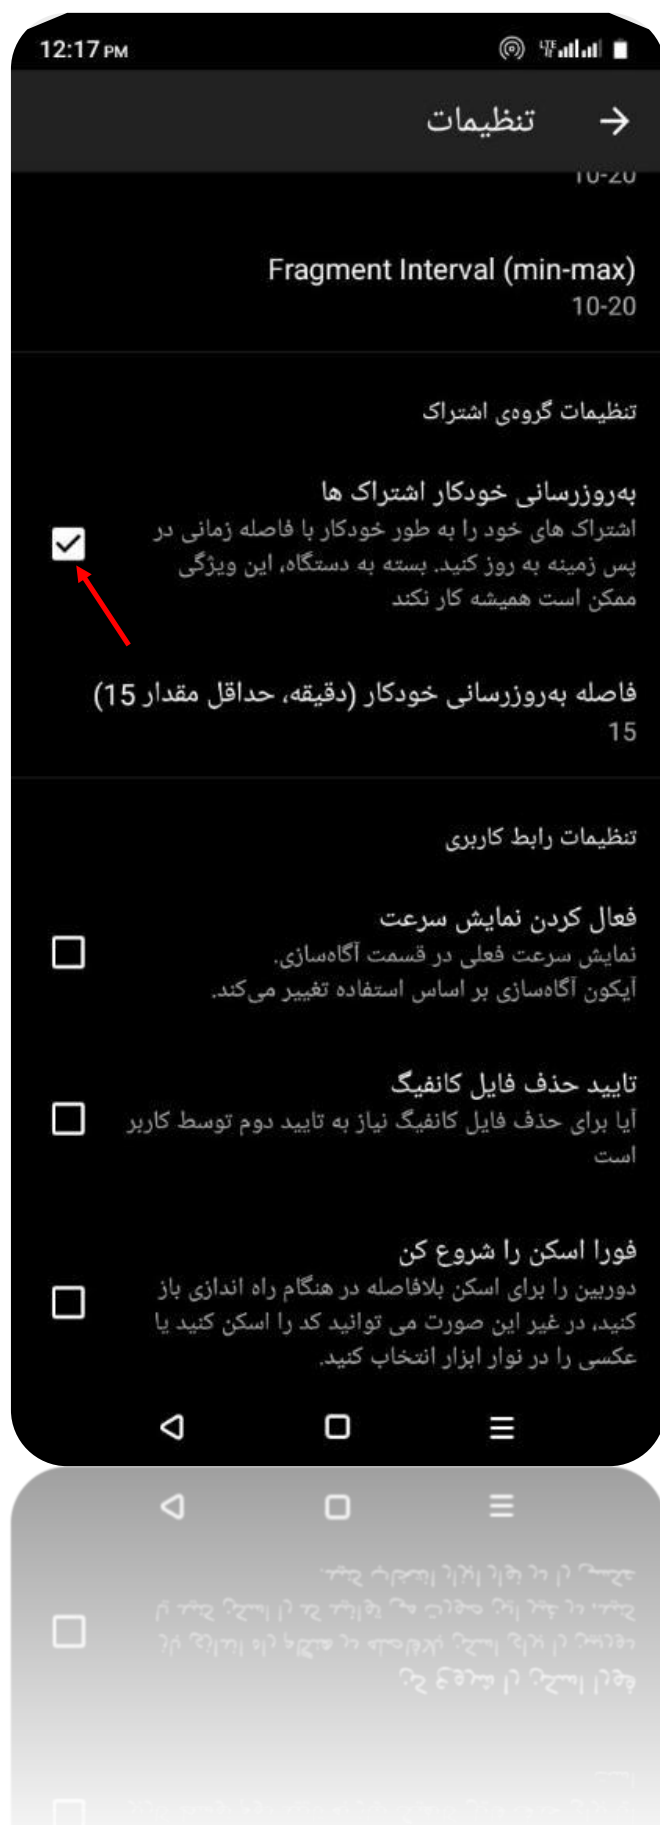 12:17 PM
LTE
تنظیمات
10-20
Fragment Interval (min-max)
10-20
تنظیمات گروه‌ی اشتراک
به‌روزرسانی خودکار اشتراک ها
اشتراک های خود را به طور خودکار با فاصله زمانی در
پس زمینه به روز کنید. بسته به دستگاه، این ویژگی
ممکن است همیشه کار نکند
فاصله به‌روزرسانی خودکار (دقیقه، حداقل مقدار 15)
15
تنظیمات رابط کاربری
فعال کردن نمایش سرعت
نمایش سرعت فعلی در قسمت آگاه‌سازی.
آیکون آگاه‌سازی بر اساس استفاده تغییر می‌کند.
تایید حذف فایل کانفیگ
آیا برای حذف فایل کانفیگ نیاز به تایید دوم توسط کاربر
است
فورا اسکن را شروع کن
دوربین را برای اسکن بلافاصله در هنگام راه اندازی باز
کنید، در غیر این صورت می توانید کد را اسکن کنید یا
عکسی را در نوار ابزار انتخاب کنید.